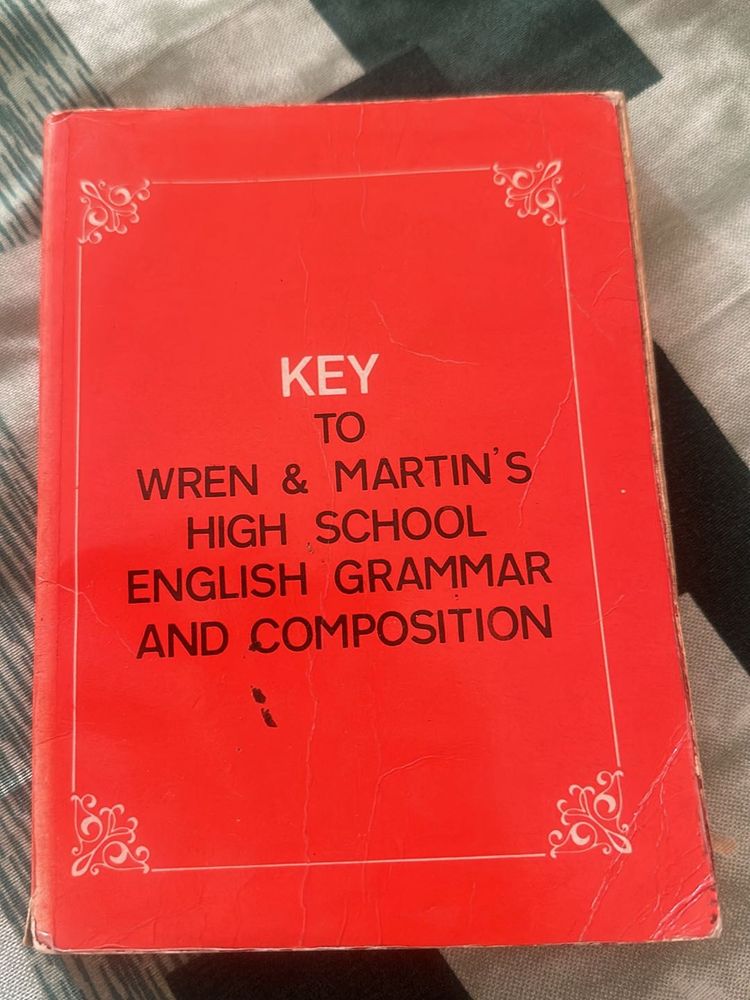 KEY
TO
WREN & MARTIN'S
HIGH SCHOOL
ENGLISH GRAMMAR
AND COMPOSITION